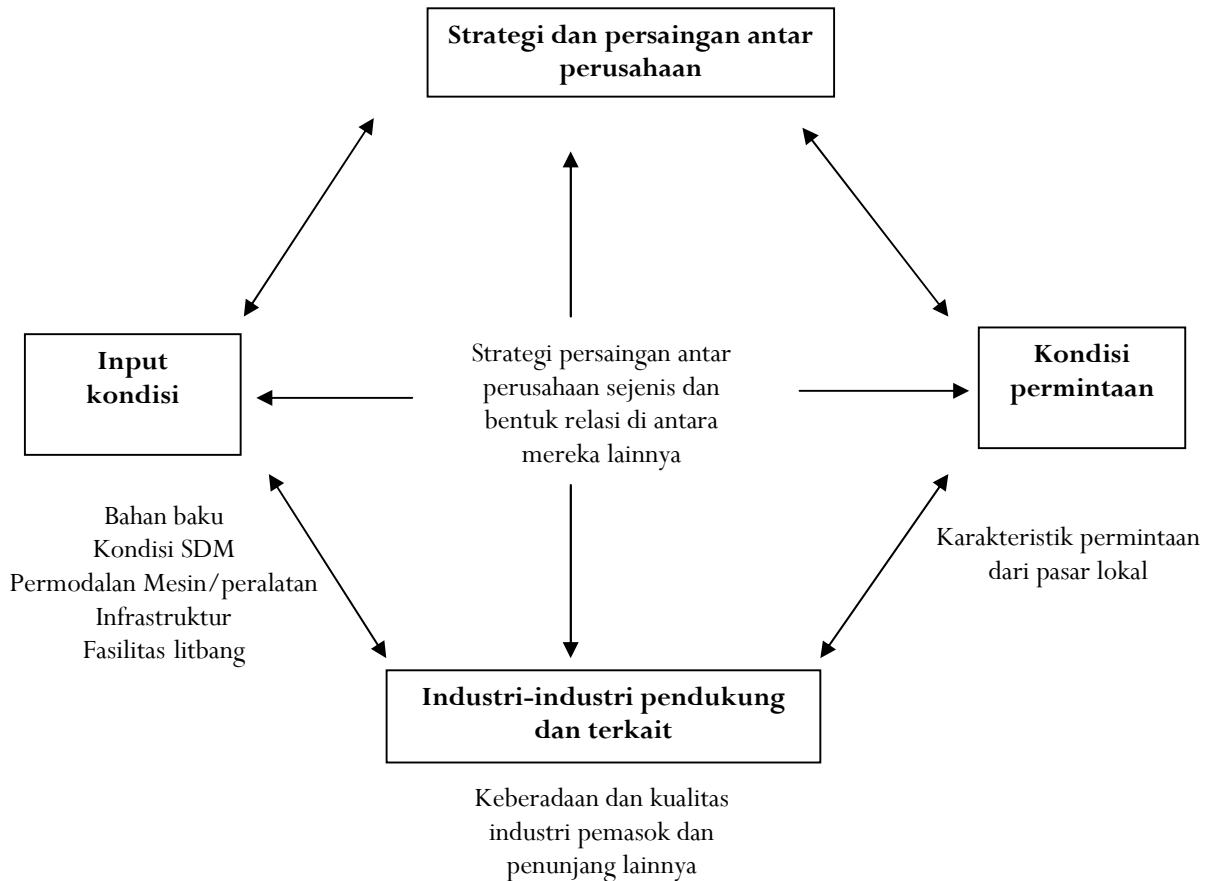 Strategi dan persaingan antar
perusahaan
Input
kondisi
Strategi persaingan antar
perusahaan sejenis dan
bentuk relasi di antara
mereka lainnya
Kondisi
permintaan
Bahan baku
Kondisi SDM
Permodalan Mesin/peralatan
Infrastruktur
Fasilitas litbang
Karakteristik permintaan
dari pasar lokal
Industri-industri pendukung
dan terkait
Keberadaan dan kualitas
industri pemasok dan
penunjang lainnya